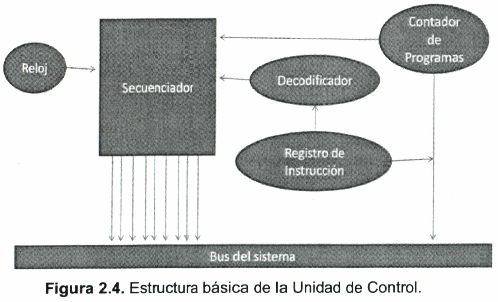 Contador
de
Programas
Reloj
Secuenciador
Decodificador
Registro de
Instrucción
Bus del sistema
Figura 2.4. Estructura básica de la Unidad de Control.